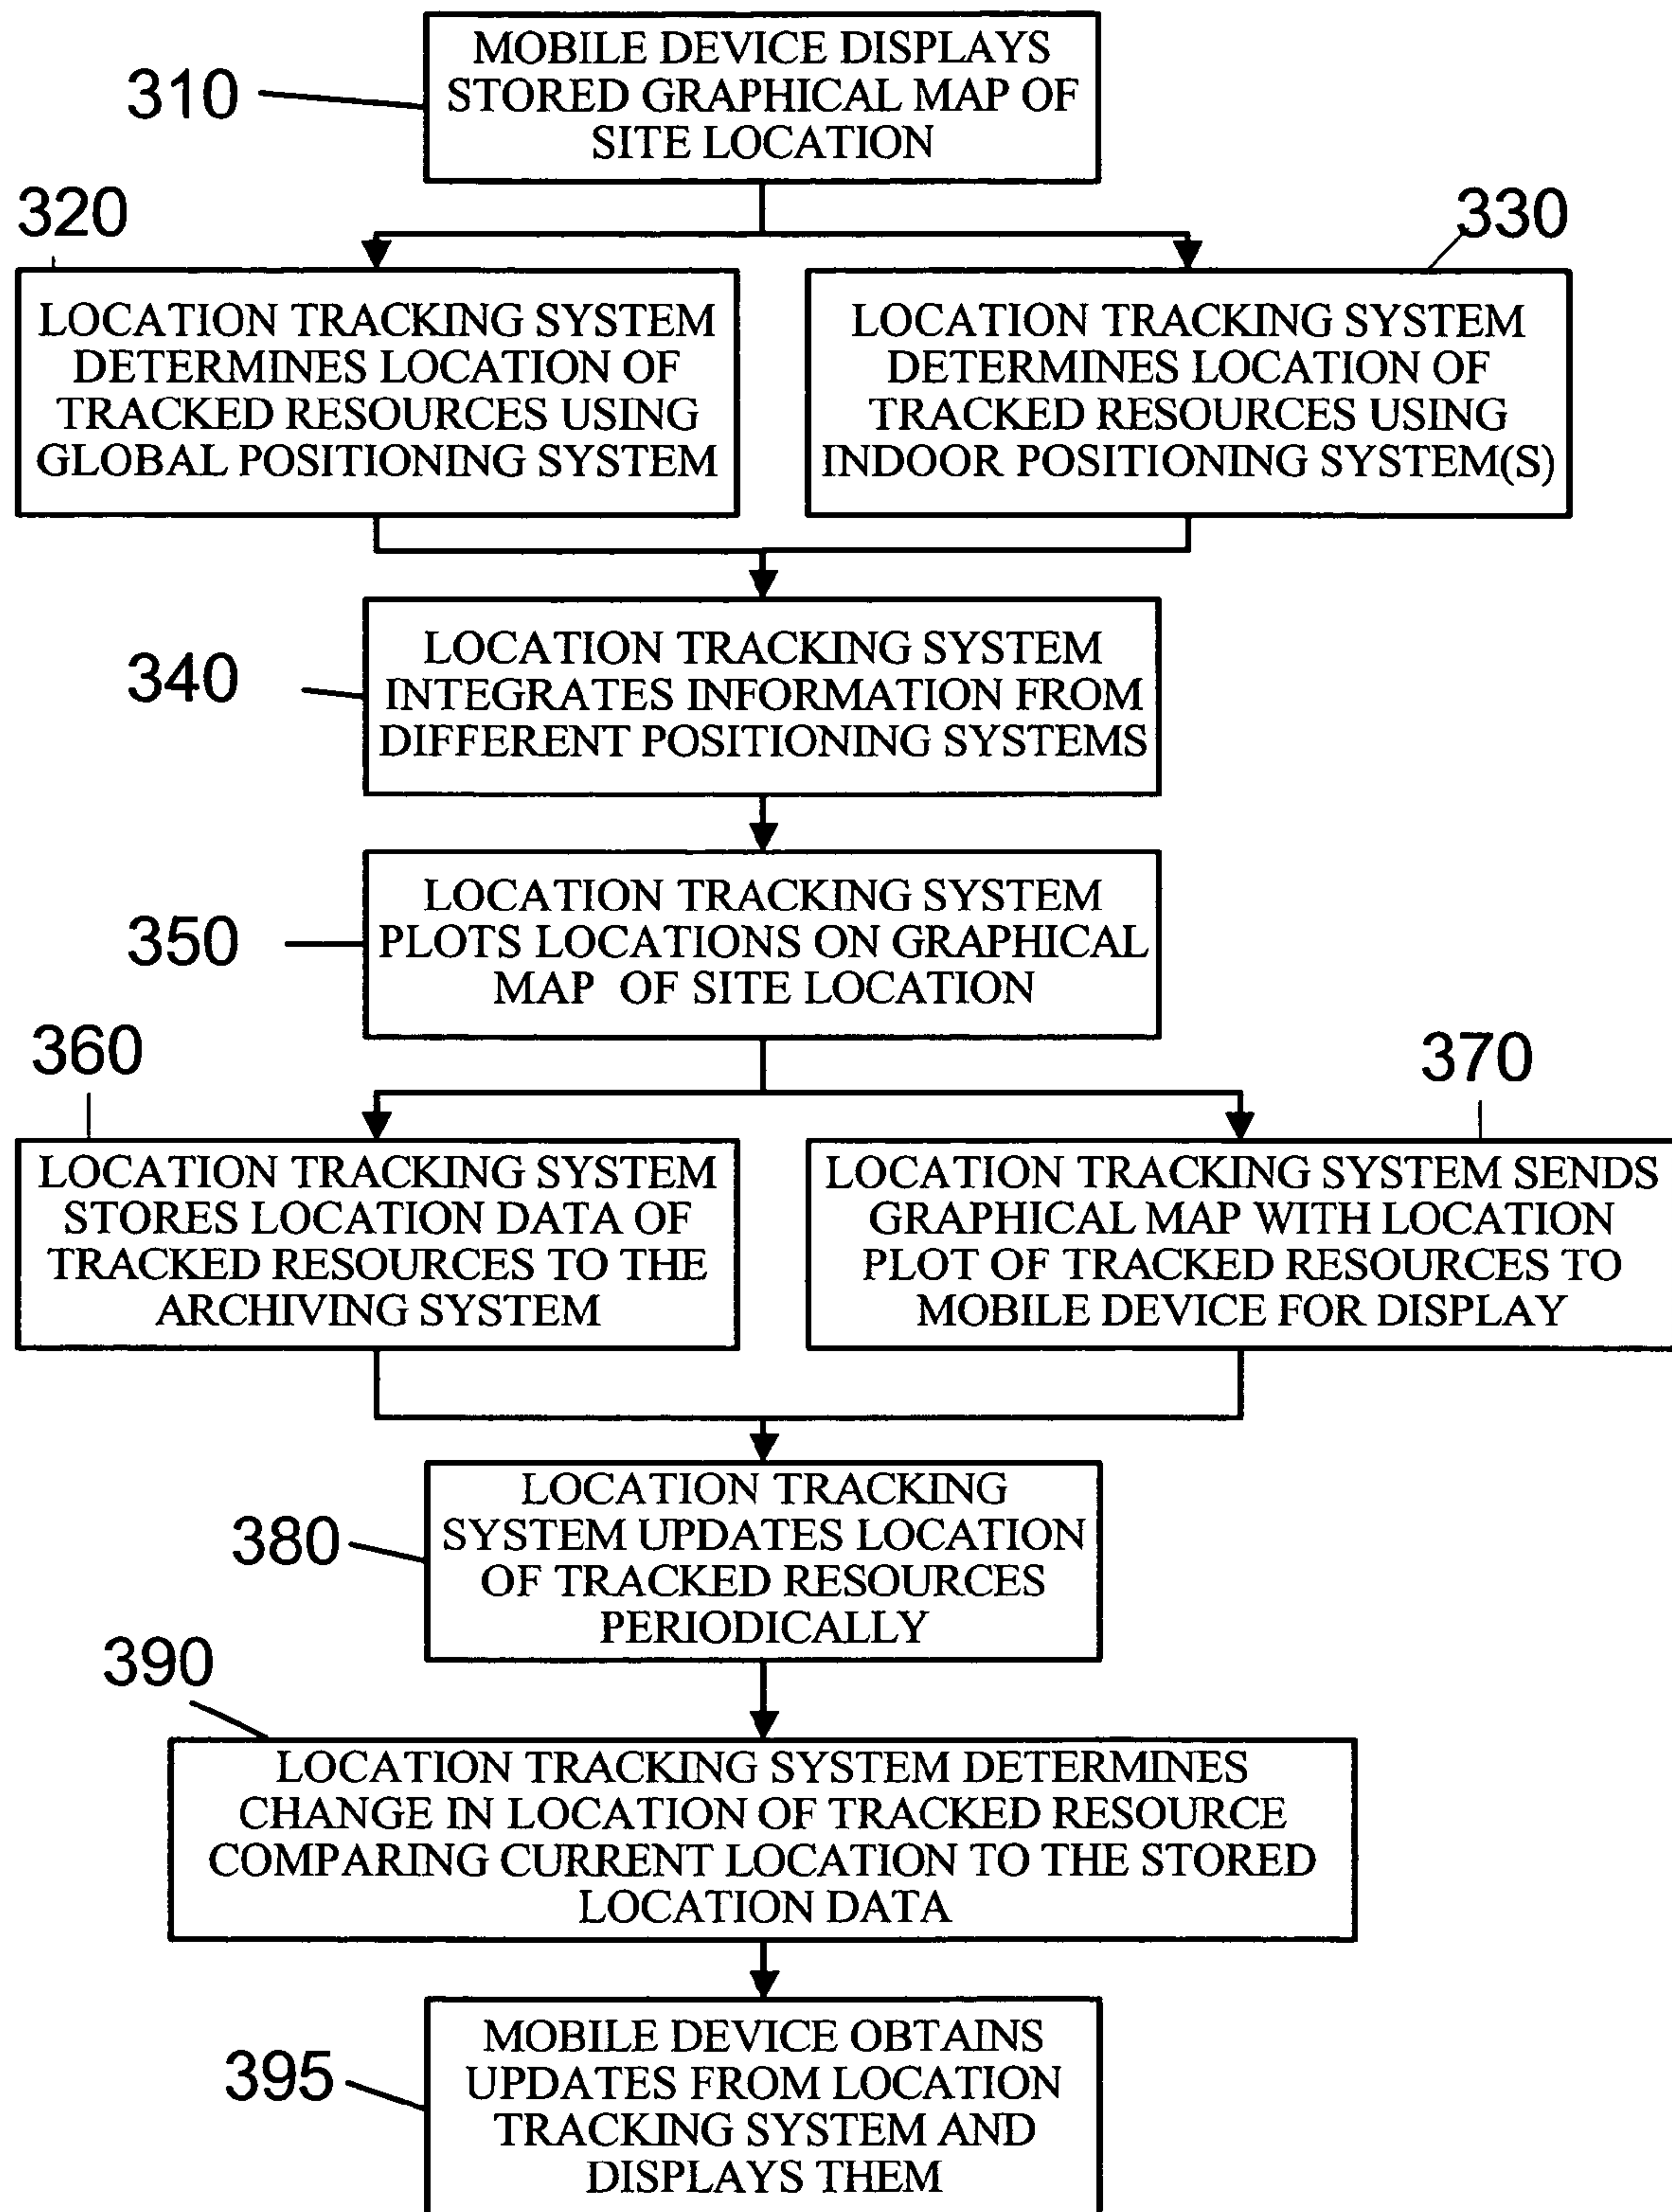 310
MOBILE DEVICE DISPLAYS
STORED GRAPHICAL MAP OF
SITE LOCATION
320
LOCATION TRACKING SYSTEM
DETERMINES LOCATION OF
TRACKED RESOURCES USING
GLOBAL POSITIONING SYSTEM
330
LOCATION TRACKING SYSTEM
DETERMINES LOCATION OF
TRACKED RESOURCES USING
INDOOR POSITIONING SYSTEM(S)
340
LOCATION TRACKING SYSTEM
INTEGRATES INFORMATION FROM
DIFFERENT POSITIONING SYSTEMS
350
LOCATION TRACKING SYSTEM
PLOTS LOCATIONS ON GRAPHICAL
MAP OF SITE LOCATION
360
LOCATION TRACKING SYSTEM
STORES LOCATION DATA OF
TRACKED RESOURCES TO THE
ARCHIVING SYSTEM
370
LOCATION TRACKING SYSTEM SENDS
GRAPHICAL MAP WITH LOCATION
PLOT OF TRACKED RESOURCES TO
MOBILE DEVICE FOR DISPLAY
380
LOCATION TRACKING
SYSTEM UPDATES LOCATION
OF TRACKED RESOURCES
PERIODICALLY
390
LOCATION TRACKING SYSTEM DETERMINES
CHANGE IN LOCATION OF TRACKED RESOURCE
COMPARING CURRENT LOCATION TO THE STORED
LOCATION DATA
395
MOBILE DEVICE OBTAINS
UPDATES FROM LOCATION
TRACKING SYSTEM AND
DISPLAYS THEM